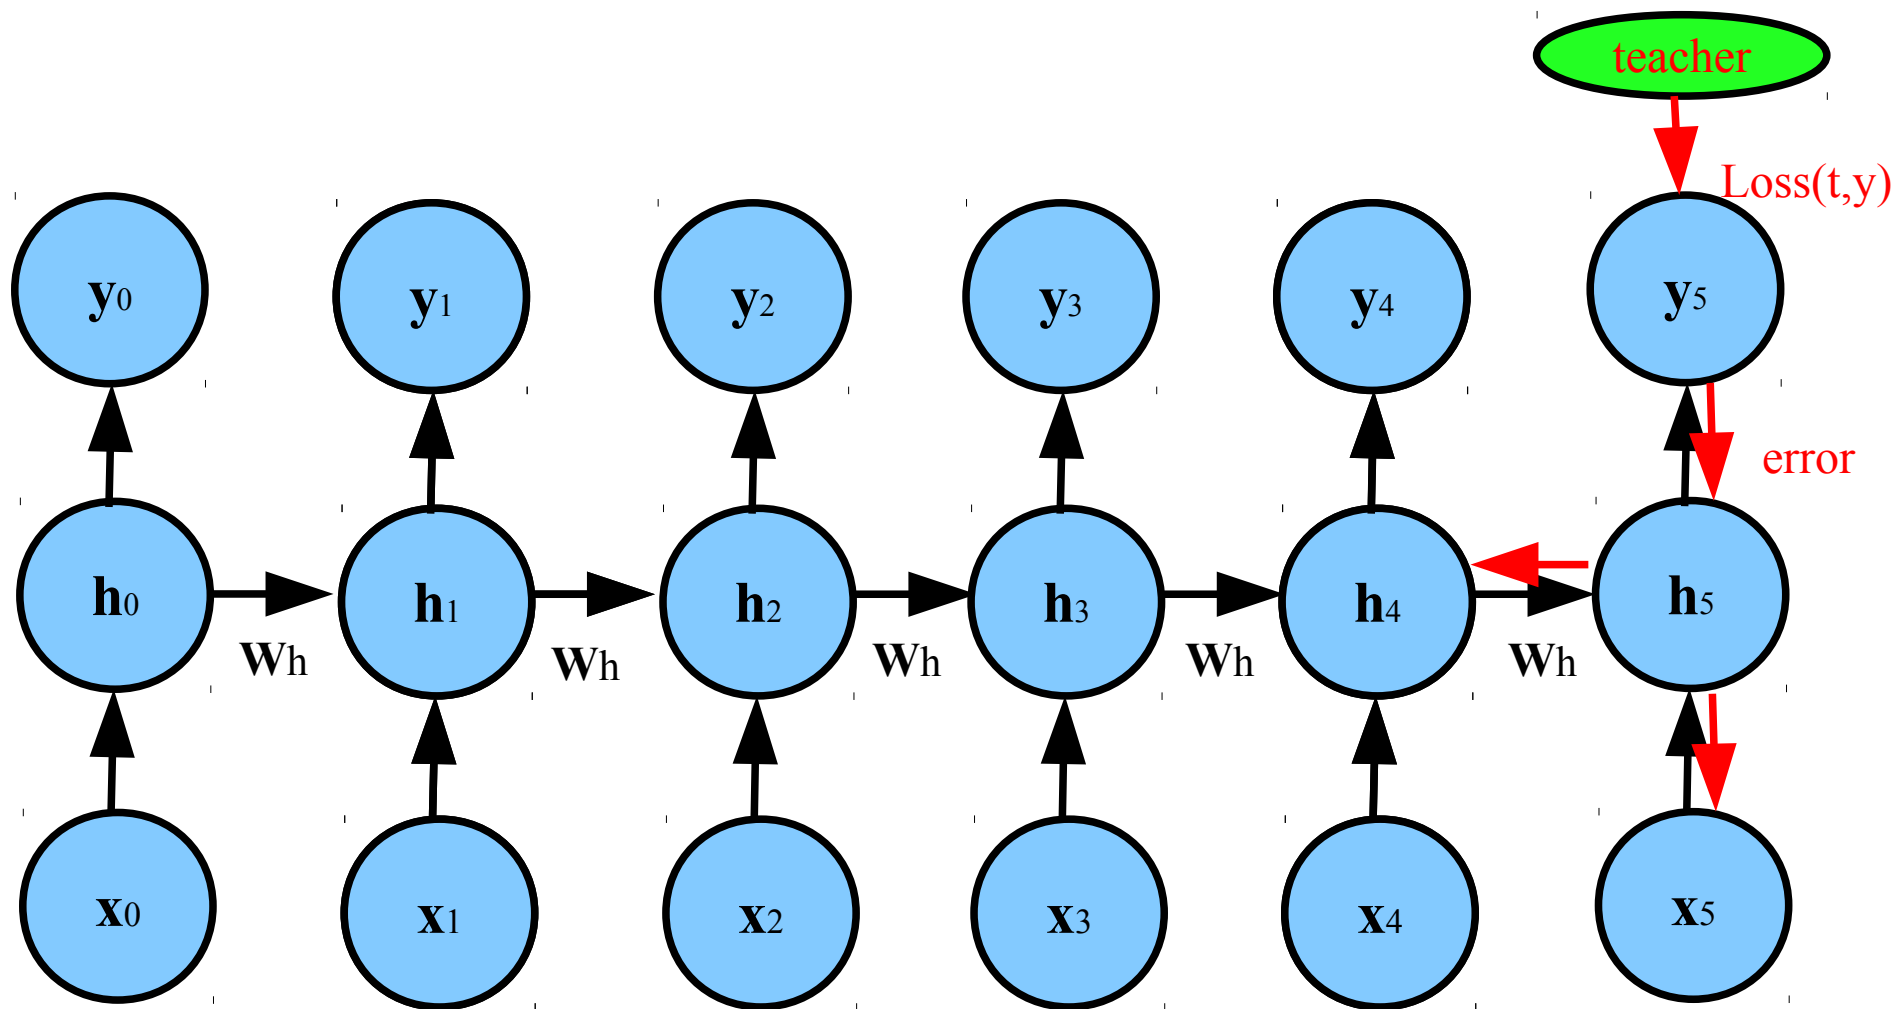 teacher
Loss(t,y)
y0
y1
y2
y3
y4
y5
error
h0
h1
h2
h3
h4
h5
Wh
Wh
Wh
Wh
Wh
x0
x1
x2
x3
x4
x5